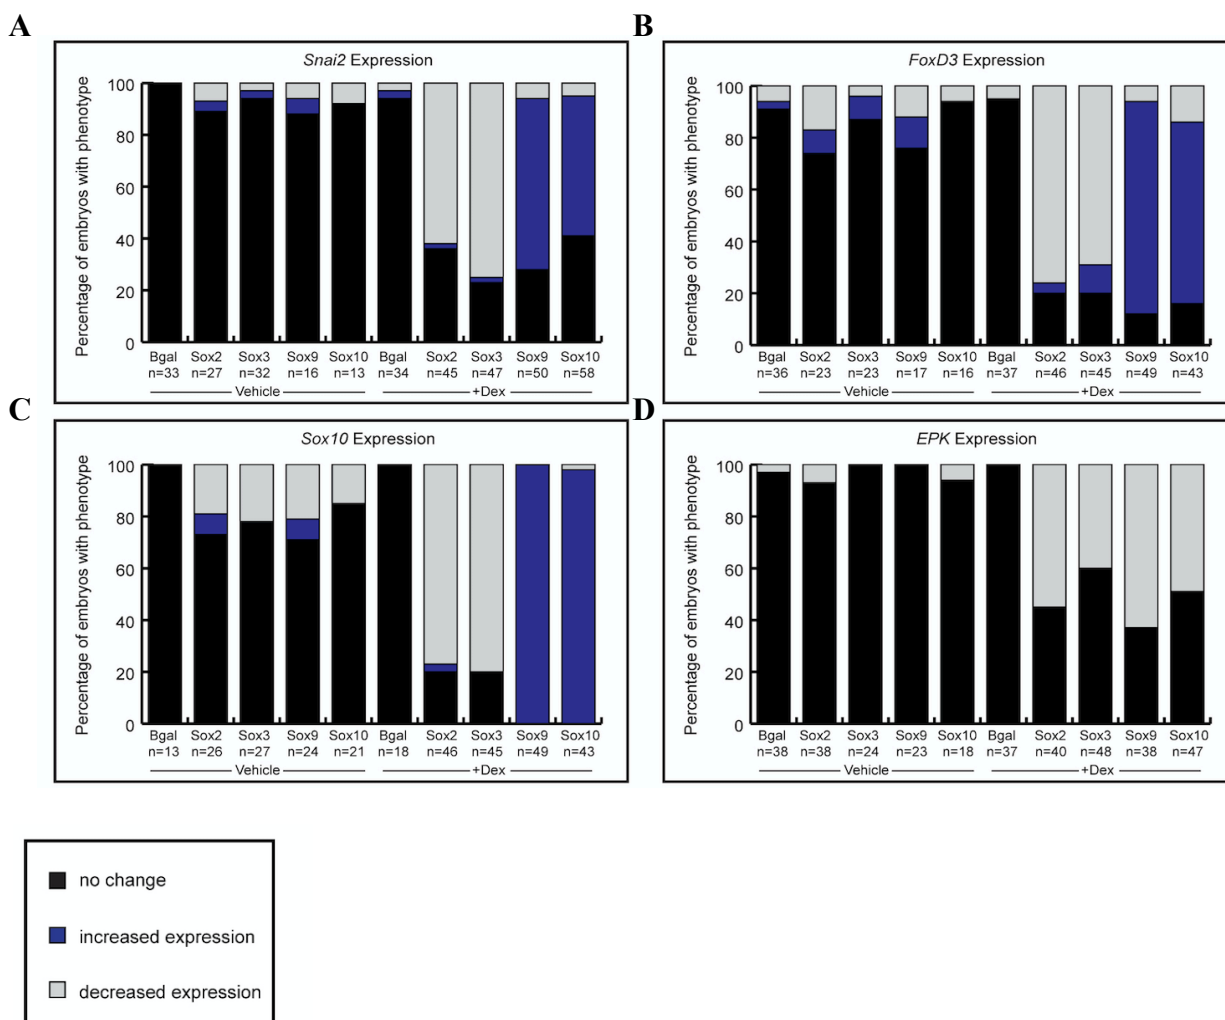 A
Snai2 Expression
Percentage of embryos with phenotype
100
80
60
40
20
0
Bgal Sox2 Sox3 Sox9 Sox10 Bgal Sox2 Sox3 Sox9 Sox10
n=33 n=27 n=32 n=16 n=13 n=34 n=45 n=47 n=50 n=58
Vehicle +Dex
B
FoxD3 Expression
Percentage of embryos with phenotype
100
80
60
40
20
0
Bgal Sox2 Sox3 Sox9 Sox10 Bgal Sox2 Sox3 Sox9 Sox10
n=36 n=23 n=23 n=17 n=16 n=37 n=46 n=45 n=49 n=43
Vehicle +Dex
C
Sox10 Expression
Percentage of embryos with phenotype
100
80
60
40
20
0
Bgal Sox2 Sox3 Sox9 Sox10 Bgal Sox2 Sox3 Sox9 Sox10
n=13 n=26 n=27 n=24 n=21 n=18 n=46 n=45 n=49 n=43
Vehicle +Dex
D
EPK Expression
Percentage of embryos with phenotype
100
80
60
40
20
0
Bgal Sox2 Sox3 Sox9 Sox10 Bgal Sox2 Sox3 Sox9 Sox10
n=38 n=38 n=24 n=23 n=18 n=37 n=40 n=48 n=38 n=47
Vehicle +Dex
no change
increased expression
decreased expression